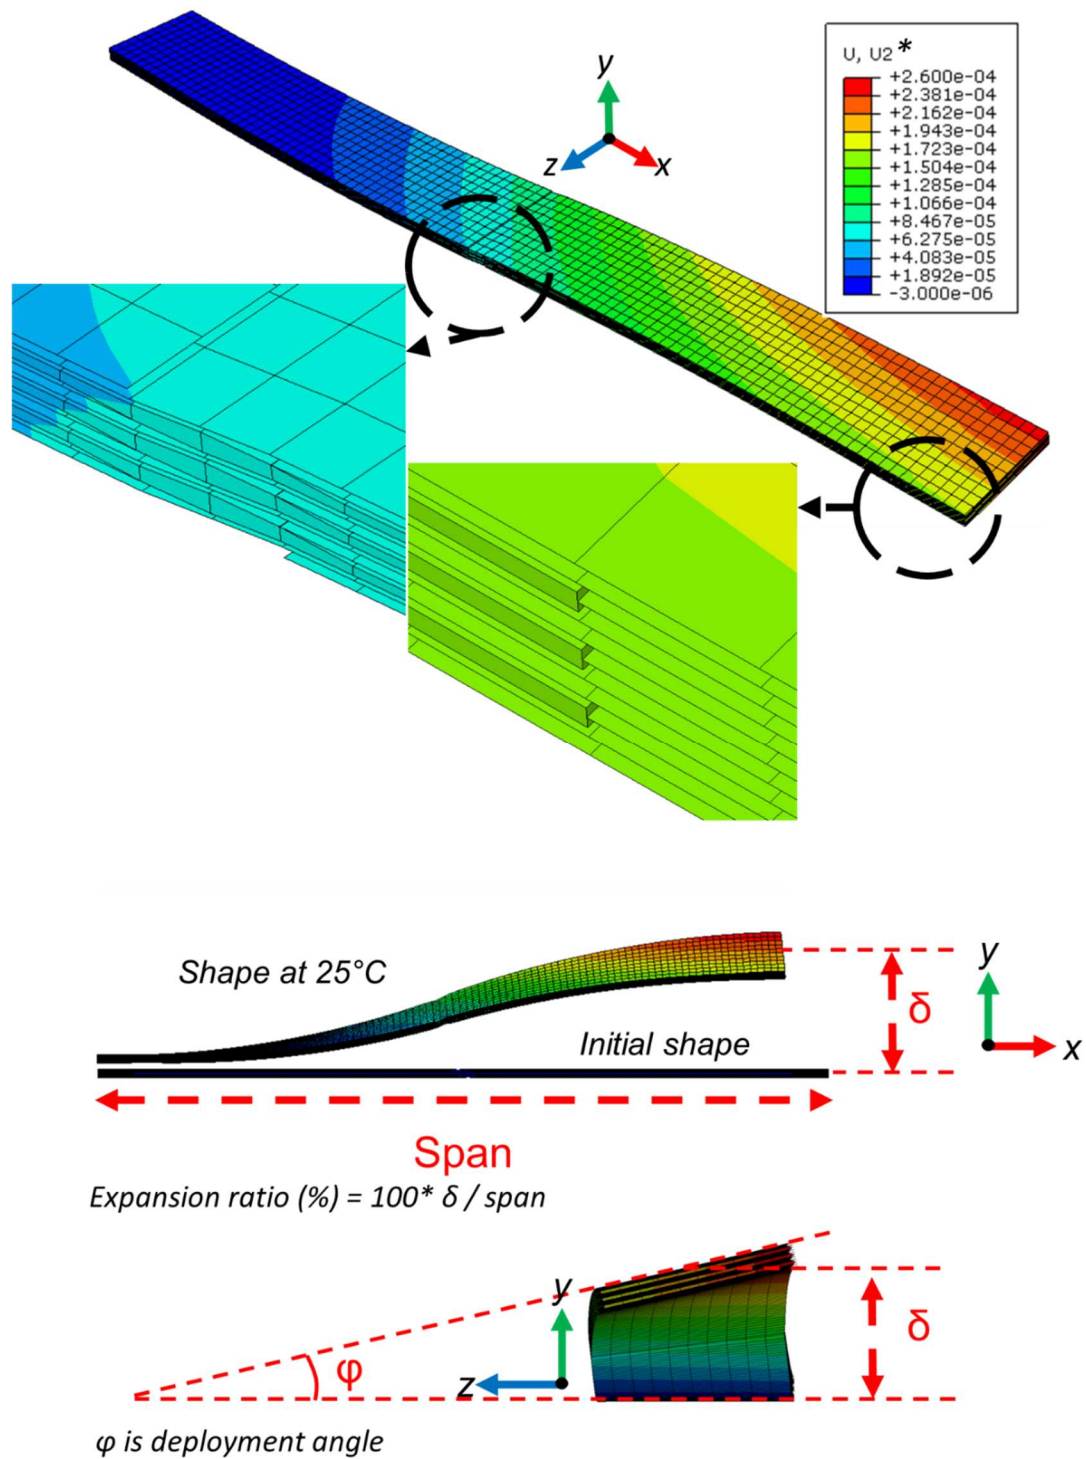 U, U2*
+2.600e-04
+2.381e-04
+2.162e-04
+1.943e-04
+1.723e-04
+1.504e-04
+1.285e-04
+1.066e-04
+8.467e-05
+6.275e-05
+4.083e-05
+1.892e-05
-3.000e-06
y
z
x
Shape at 25°C
Initial shape
δ
y
x
Span
Expansion ratio (%) = 100* δ / span
y
z
φ
δ
φ is deployment angle